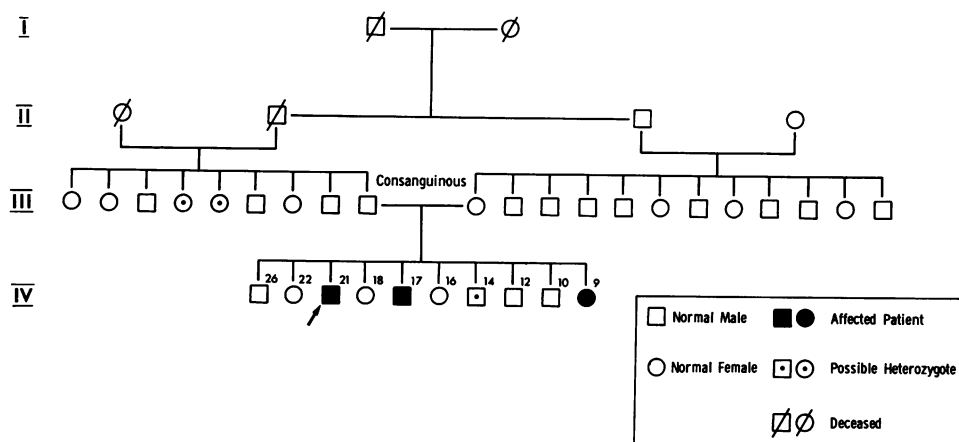 I
II
Consanguinous
III
26 22 21 18 17 16 14 12 10 9
IV
Normal Male Affected Patient
Normal Female Possible Heterozygote
Deceased